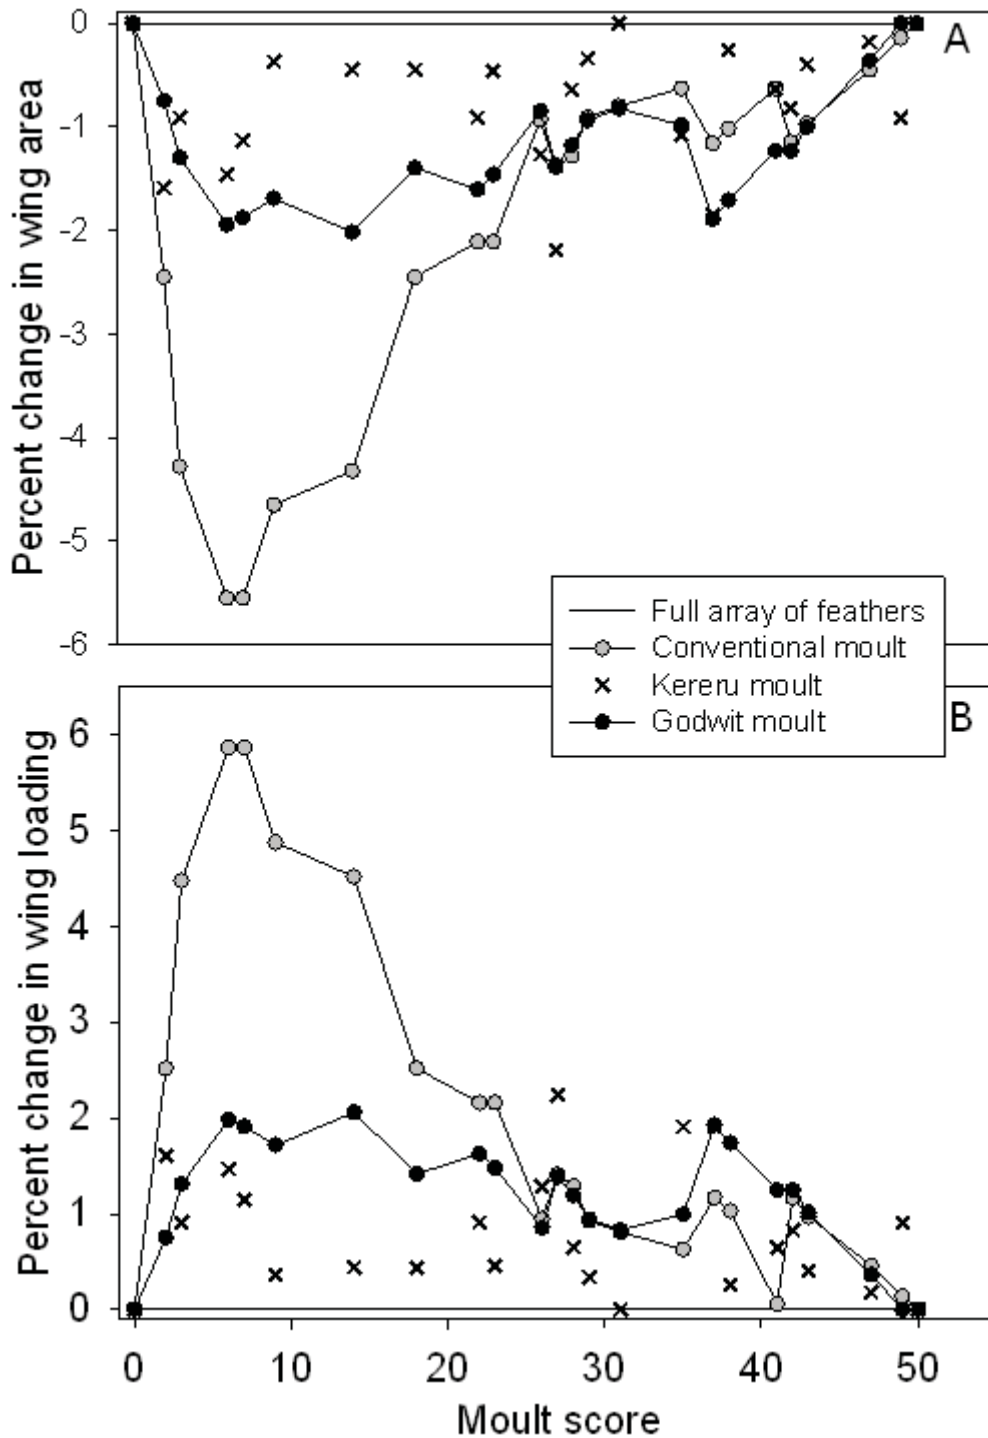 A
Percent change in wing area
0
-1
-2
-3
-4
-5
-6
Full array of feathers
Conventional moult
Kereru moult
Godwit moult
B
Percent change in wing loading
6
5
4
3
2
1
0
0 10 20 30 40 50
Moult score